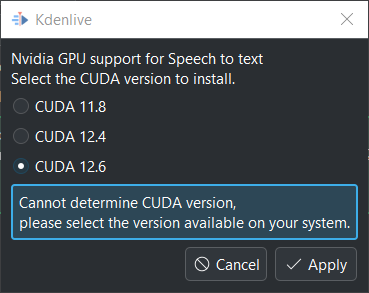 Kdenlive
Nvidia GPU support for Speech to text
Select the CUDA version to install.
CUDA 11.8
CUDA 12.4
CUDA 12.6
Cannot determine CUDA version,
please select the version available on your system.
Cancel
Apply